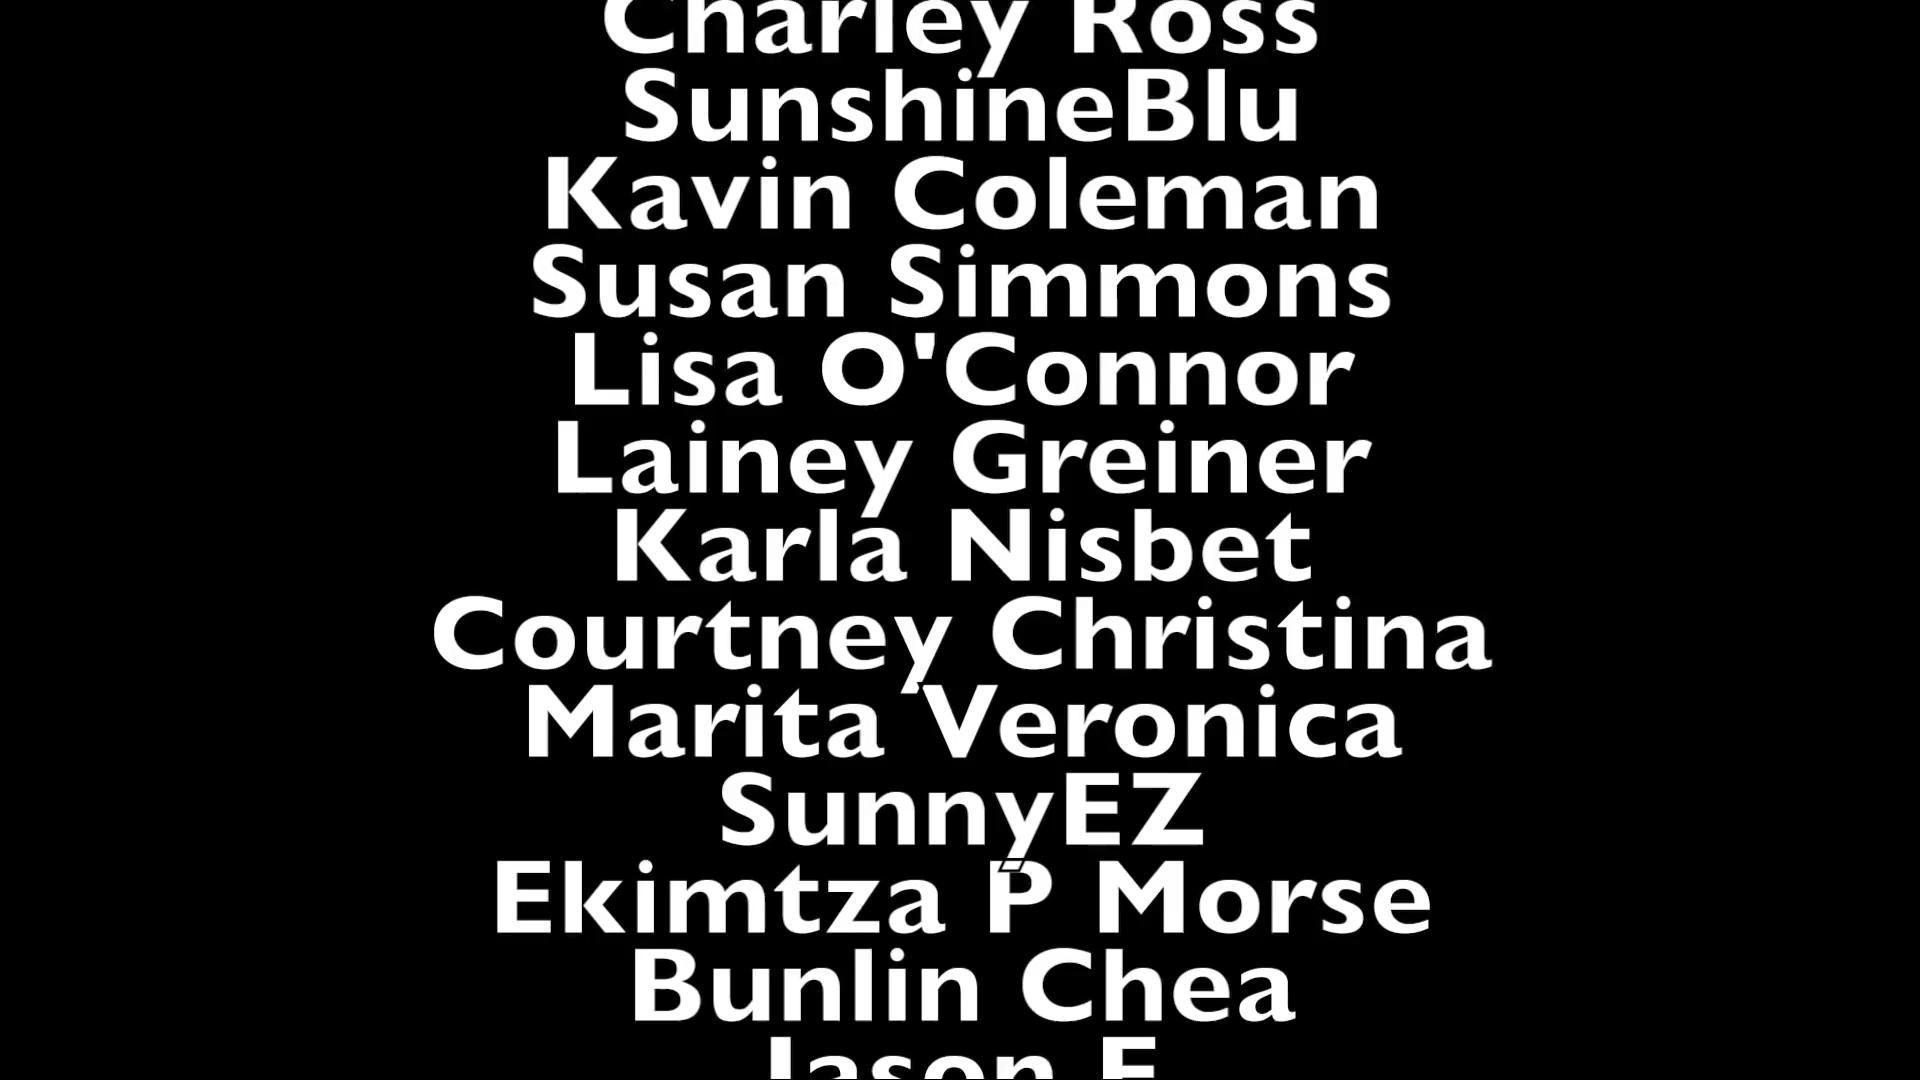 Charley Ross
SunshineBlu
Kavin Coleman
Susan Simmons
Lisa O'Connor
Lainey Greiner
Karla Nisbet
Courtney Christina
Marita Veronica
SunnyEZ
Ekimtza P Morse
Bunlin Chea
Jason